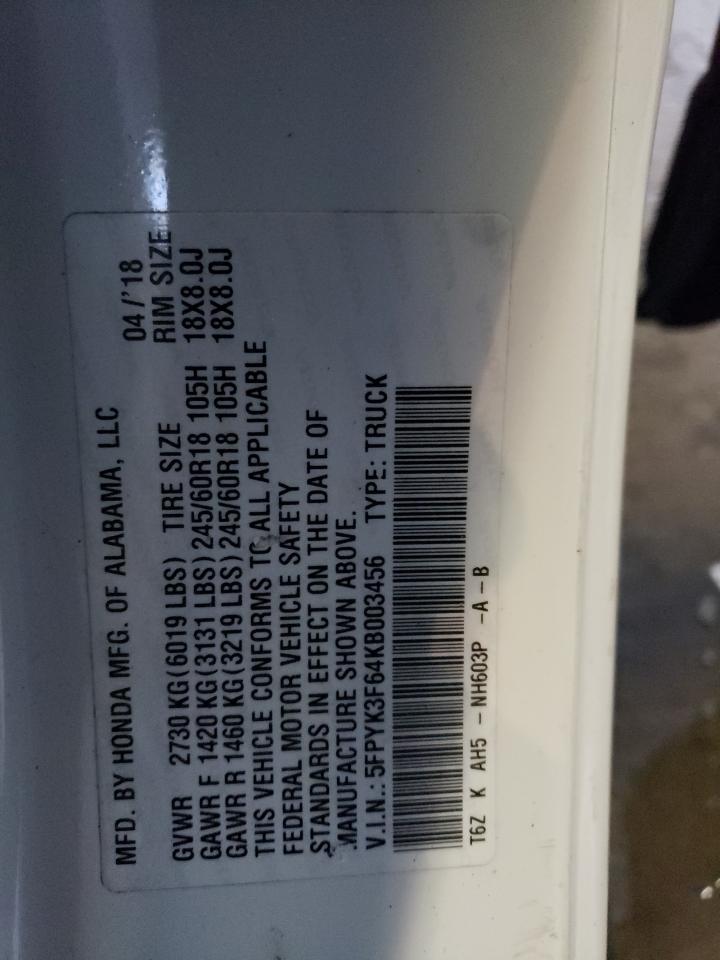 MFD. BY HONDA MFG. OF ALABAMA, LLC 04/'18
GVWR 2730 KG(6019 LBS) TIRE SIZE RIM SIZE
GAWR F 1420 KG(3131 LBS) 245/60R18 105H 18X8.0J
GAWR R 1460 KG(3219 LBS) 245/60R18 105H 18X8.0J
THIS VEHICLE CONFORMS TO ALL APPLICABLE
FEDERAL MOTOR VEHICLE SAFETY
STANDARDS IN EFFECT ON THE DATE OF
MANUFACTURE SHOWN ABOVE.
V.I.N.: 5FPYK3F64KB003456 TYPE: TRUCK
T6Z K AH5 -NH603P -A -B